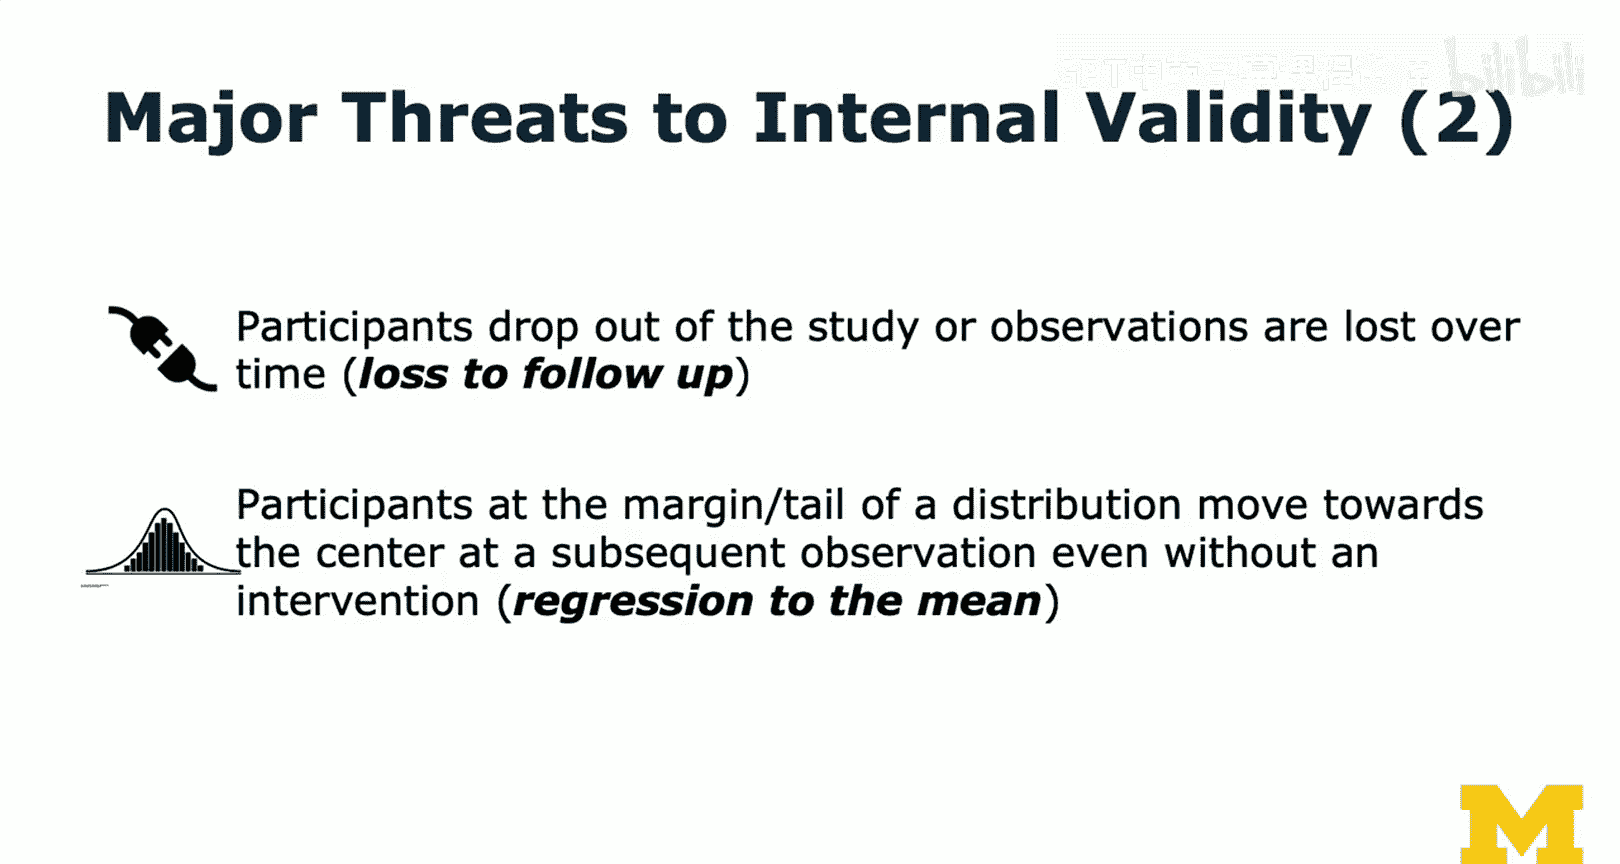 bilibili
Major Threats to Internal Validity (2)
Participants drop out of the study or observations are lost over
time (loss to follow up)
Participants at the margin/tail of a distribution move towards
the center at a subsequent observation even without an
intervention (regression to the mean)
M